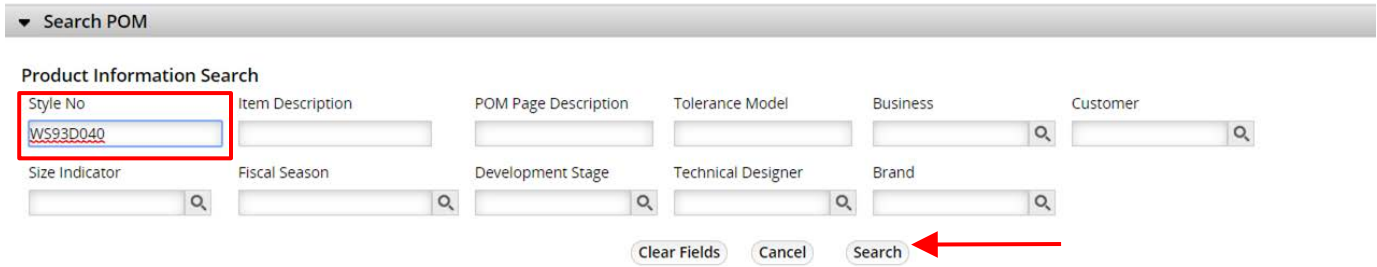 Search POM
Product Information Search
Style No Item Description POM Page Description Tolerance Model Business Customer
WS93D040
Size Indicator Fiscal Season Development Stage Technical Designer Brand
Clear Fields Cancel Search